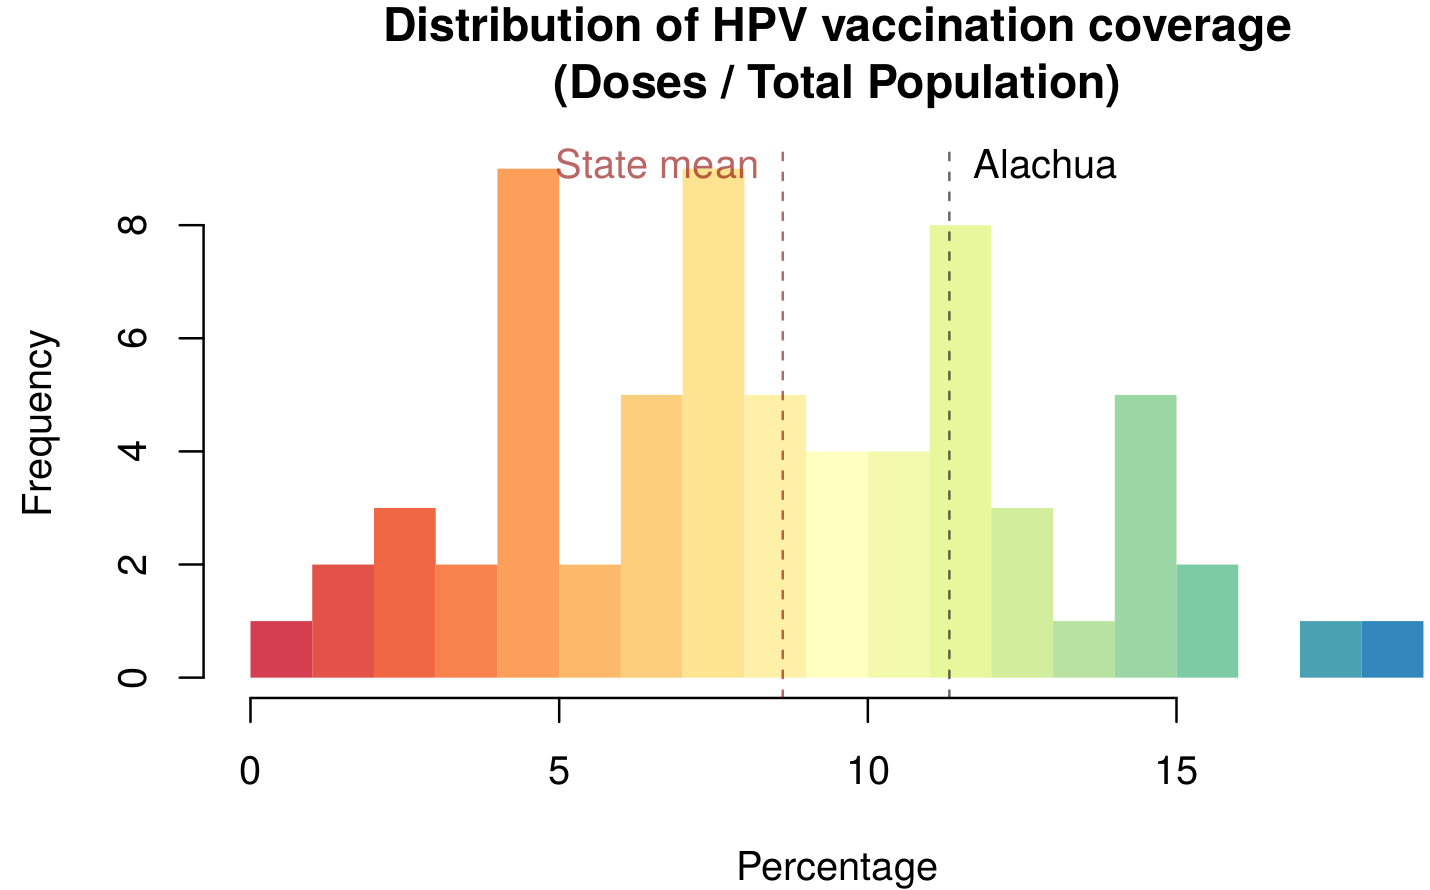 Distribution of HPV vaccination coverage
(Doses / Total Population)
State mean
Alachua
Frequency
8
6
4
2
0
0 5 10 15
Percentage